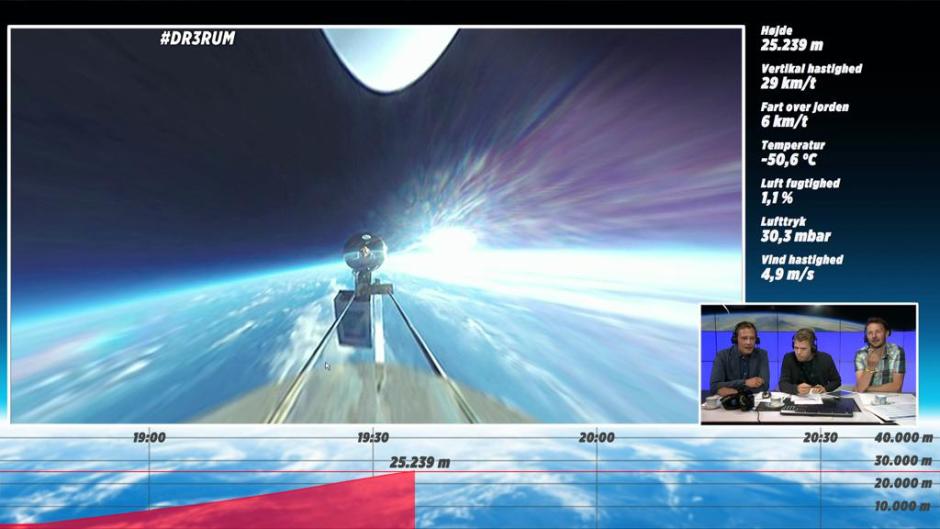 #DR3RUM
Højde
25.239 m
Vertikal hastighed
29 km/t
Fart over jorden
6 km/t
Temperatur
-50,6 °C
Luft fugtighed
1,1 %
Lufttryk
30,3 mbar
Vind hastighed
4,9 m/s
19:00 19:30 20:00 20:30 40.000 m
25.239 m 30.000 m
20.000 m
10.000 m